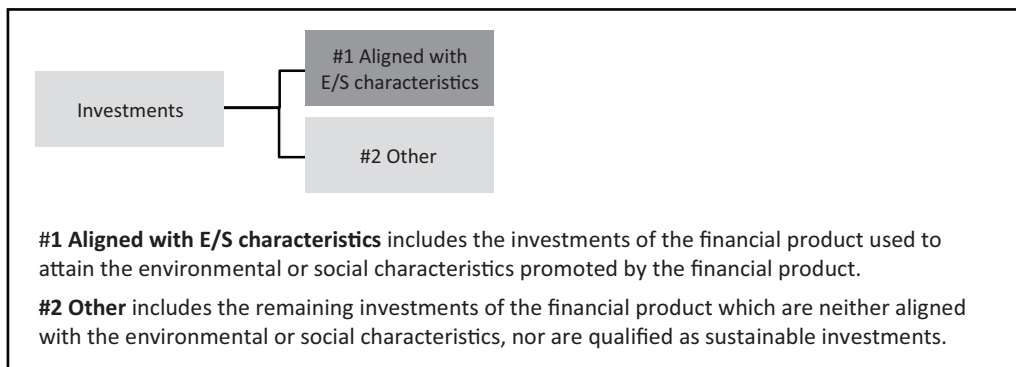 #1 Aligned with
E/S characteristics
Investments
#2 Other
#1 Aligned with E/S characteristics includes the investments of the financial product used to
attain the environmental or social characteristics promoted by the financial product.
#2 Other includes the remaining investments of the financial product which are neither aligned
with the environmental or social characteristics, nor are qualified as sustainable investments.